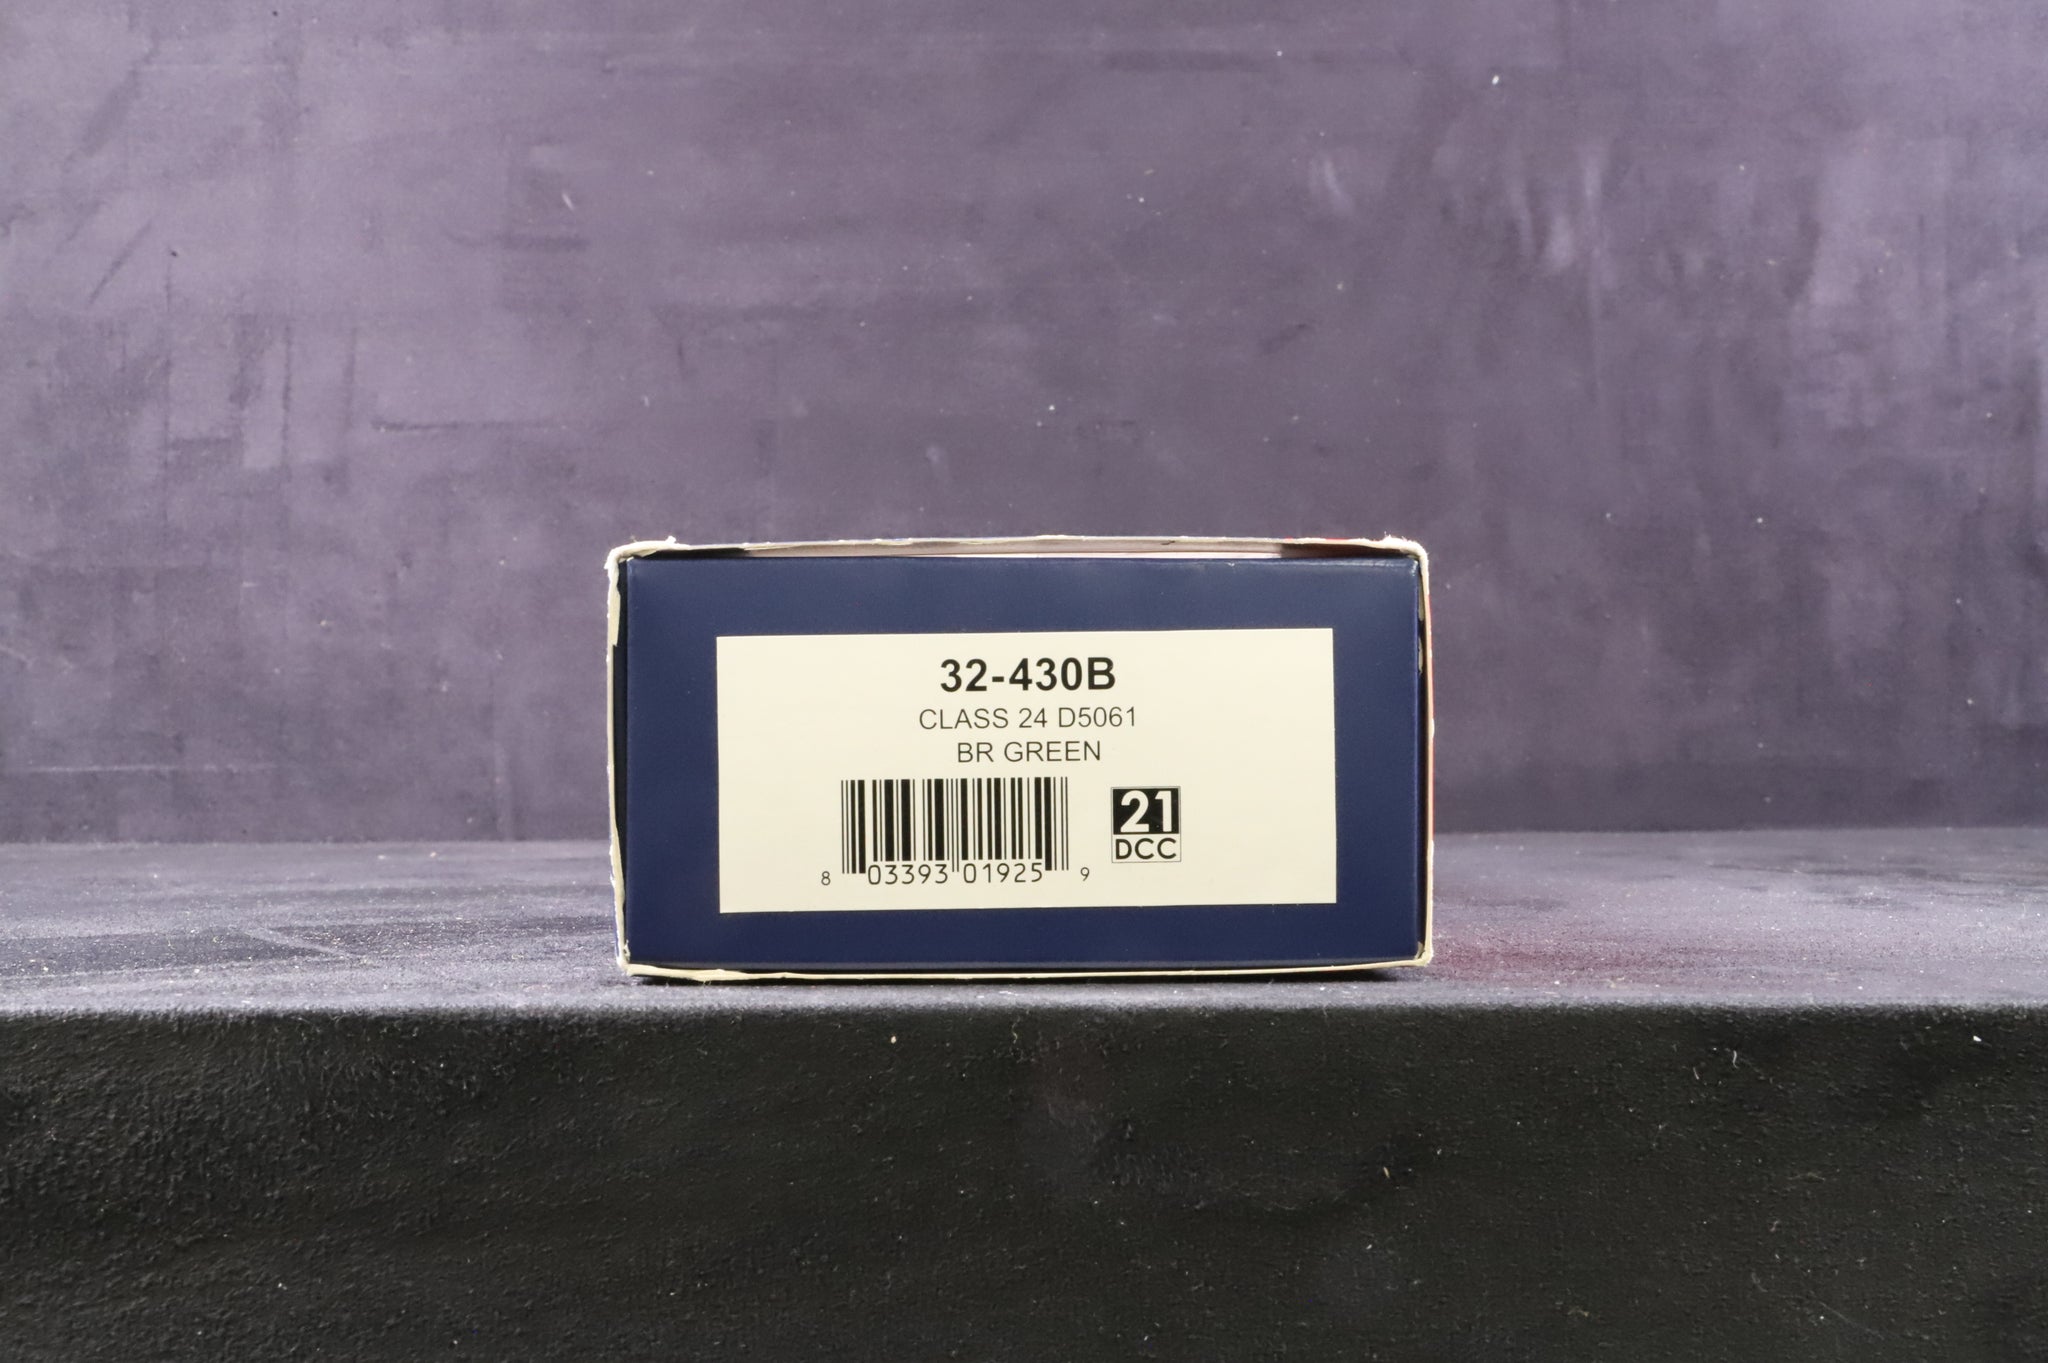 32-430B
CLASS 24 D5061
BR GREEN
8 03393 01925 9
21
DCC